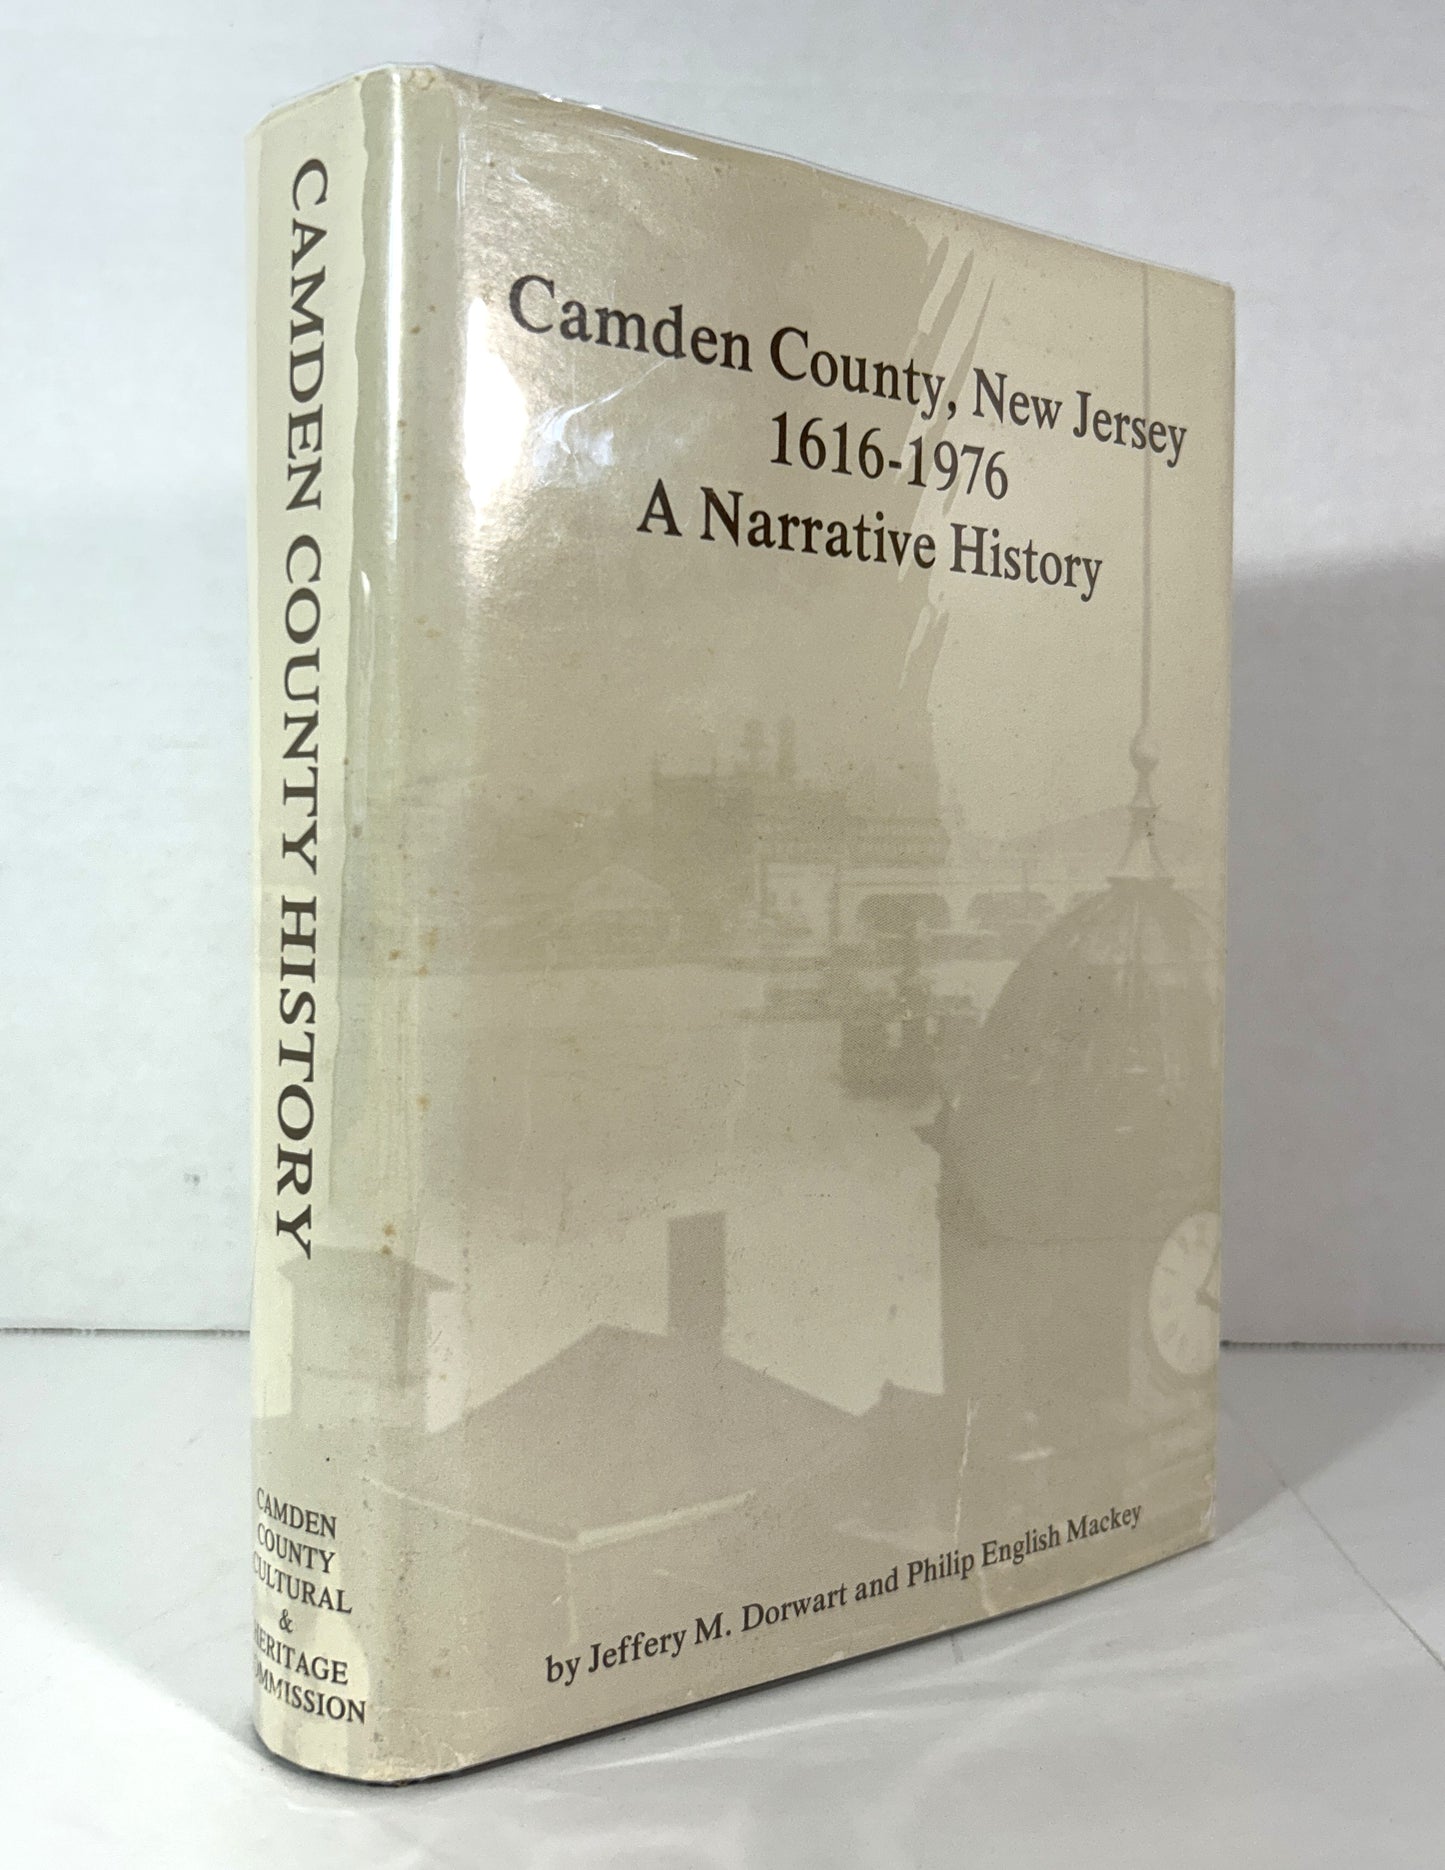 CAMDEN COUNTY HISTORY
CAMDEN
COUNTY
CULTURAL
&
HERITAGE
COMMISSION
Camden County, New Jersey
1616-1976
A Narrative History
by Jeffery M. Dorwart and Philip English Mackey